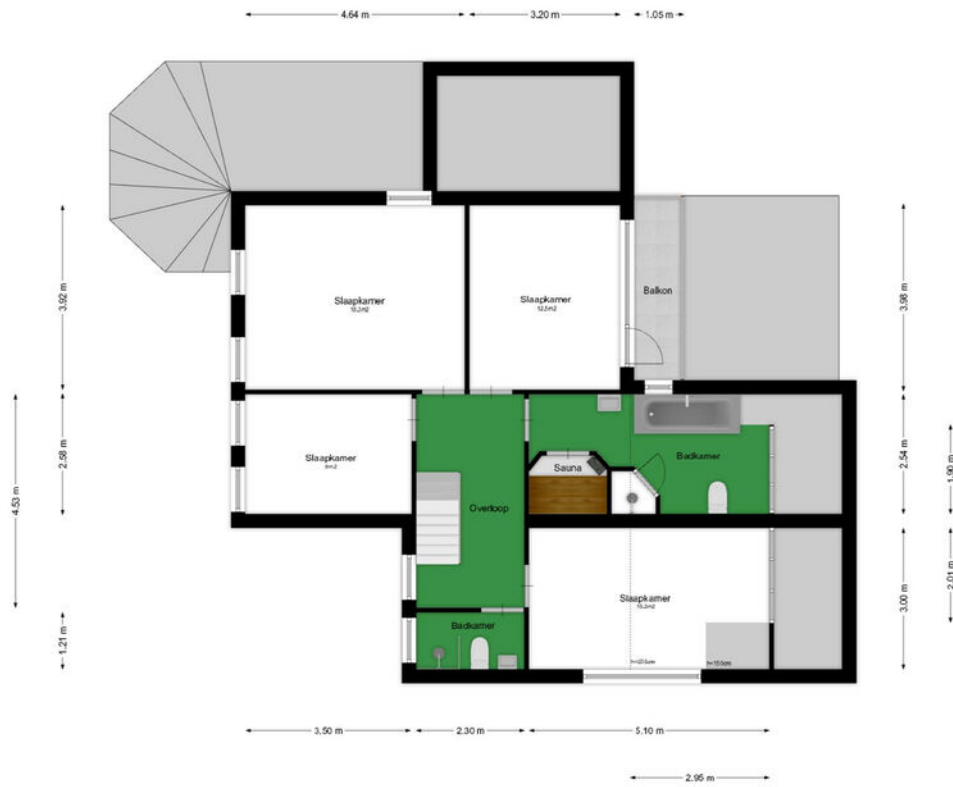 4.64 m
3.20 m
1.05 m
3.92 m
3.98 m
Slaapkamer
Slaapkamer
12.5m2
Balkon
2.58 m
4.53 m
Slaapkamer
Overloop
Sauna
Badkamer
2.54 m
1.90 m
Slaapkamer
3.00 m
2.01 m
Badkamer
1.21 m
3.50 m
2.30 m
5.10 m
2.95 m